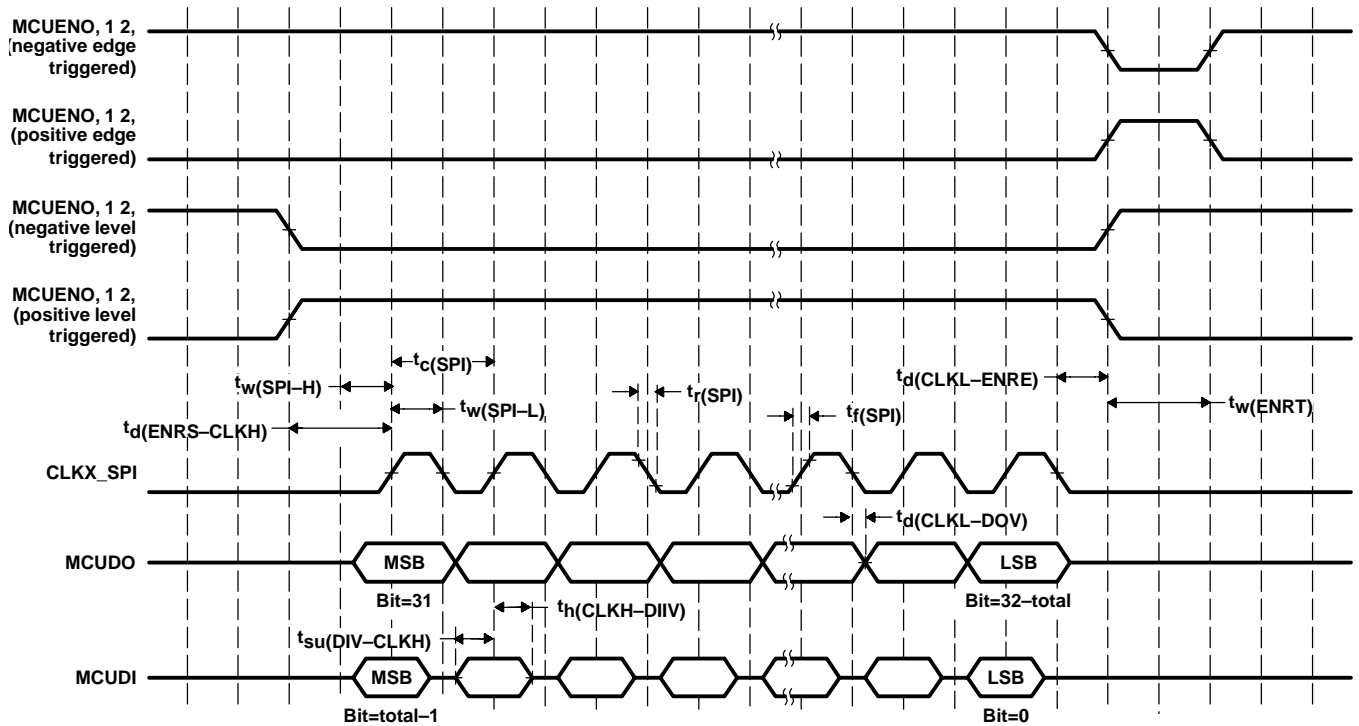 MCUENO, 1 2,
(negative edge
triggered)
MCUENO, 1 2,
(positive edge
triggered)
MCUENO, 1 2,
(negative level
triggered)
MCUENO, 1 2,
(positive level
triggered)
tc(SPI)
tw(SPI–H)
tr(SPI)
td(CLKL–ENRE)
tw(SPI–L)
tf(SPI)
tw(ENRT)
td(ENRS–CLKH)
CLKX_SPI
td(CLKL–DOV)
MCUDO
MSB
LSB
Bit=31
Bit=32–total
th(CLKH–DIIV)
tsu(DIV–CLKH)
MCUDI
MSB
LSB
Bit=total–1
Bit=0